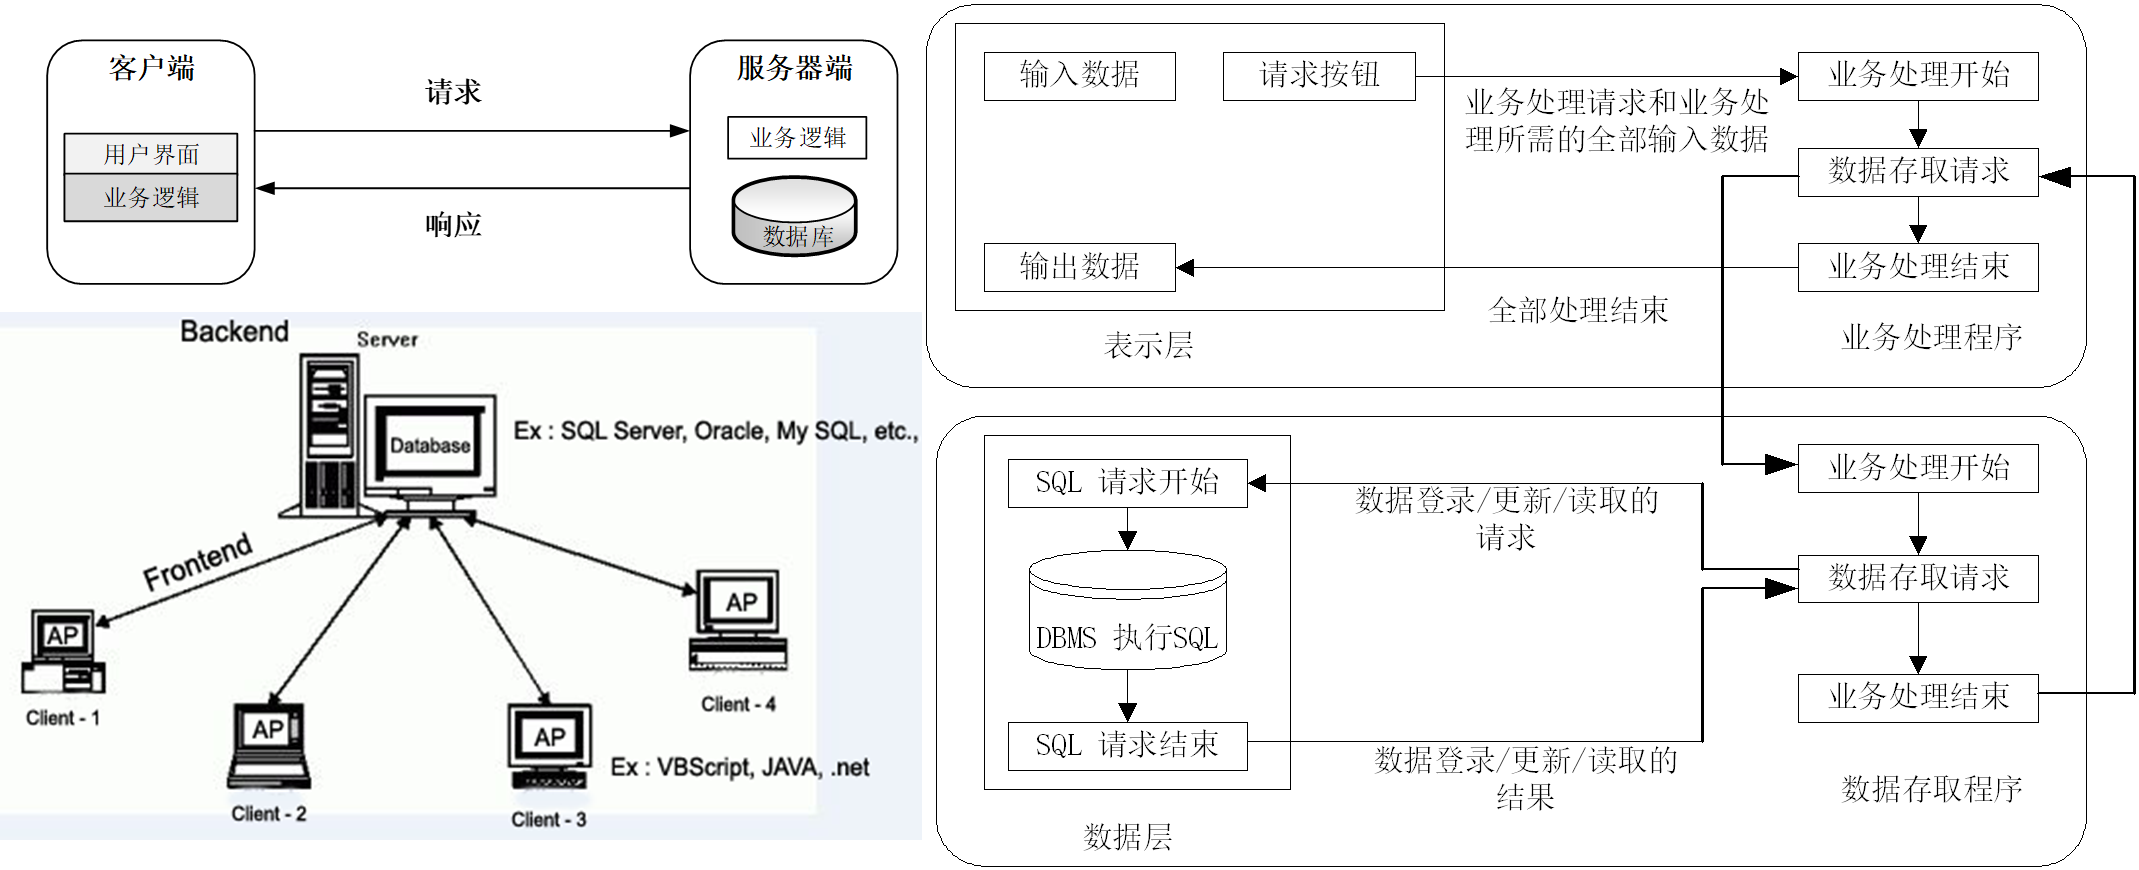 客户端
用户界面
业务逻辑
请求
响应
服务器端
业务逻辑
数据库
Backend
Server
Database
Ex : SQL Server, Oracle, My SQL, etc.,
Frontend
AP
Client - 1
AP
Client - 2
AP
Client - 3
AP
Client - 4
Ex : VBScript, JAVA, .net
输入数据
请求按钮
业务处理请求和业务处
理所需的全部输入数据
业务处理开始
数据存取请求
业务处理结束
输出数据
全部处理结束
表示层
业务处理程序
SQL 请求开始
DBMS 执行SQL
SQL 请求结束
数据登录/更新/读取的
请求
数据登录/更新/读取的
结果
业务处理开始
数据存取请求
业务处理结束
数据层
数据存取程序